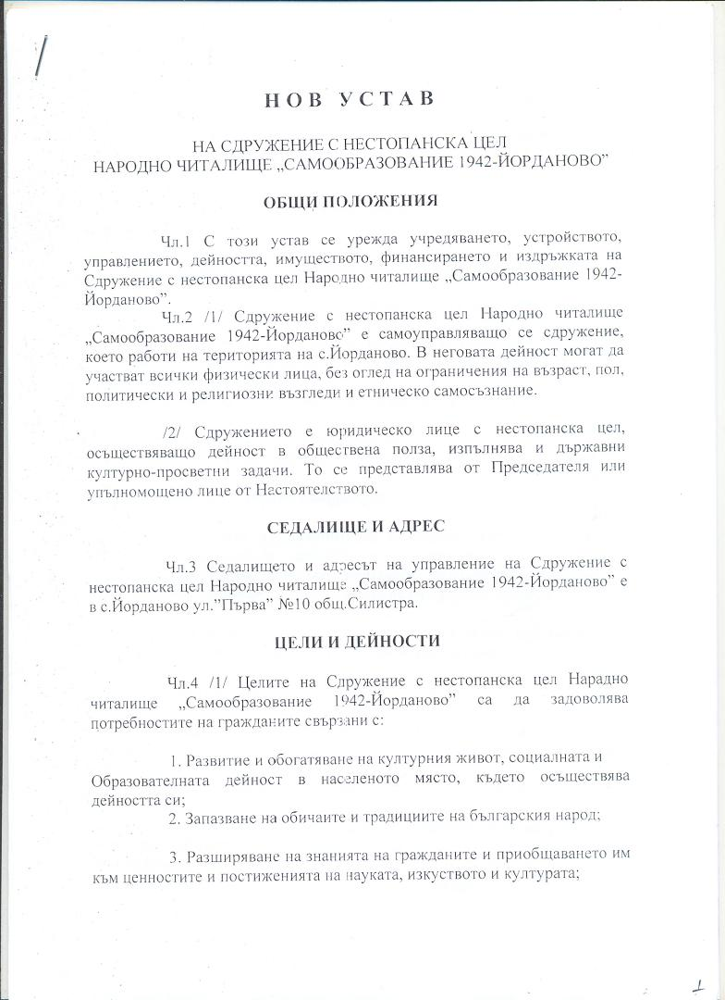 НОВ УСТАВ
НА СДРУЖЕНИЕ С НЕСТОПАНСКА ЦЕЛ
НАРОДНО ЧИТАЛИЩЕ „САМООБРАЗОВАНИЕ 1942-ЙОРДАНОВО”
ОБЩИ ПОЛОЖЕНИЯ
Чл.1 С този устав се урежда учредяването, устройството,
управлението, дейността, имуществото, финансирането и издръжката на
Сдружение с нестопанска цел Народно читалище „Самообразование 1942-
Йорданово”.
Чл.2 /1/ Сдружение с нестопанска цел Народно читалище
„Самообразование 1942-Йорданово” е самоуправляващо се сдружение,
което работи на територията на с.Йорданово. В неговата дейност могат да
участват всички физически лица, без оглед на ограничения на възраст, пол,
политически и религиозни възгледи и етническо самосъзнание.
/2/ Сдружението е юридическо лице с нестопанска цел,
осъществяващо дейност в обществена полза, изпълнява и държавни
културно-просветни задачи. То се представлява от Председателя или
упълномощено лице от Настоятелството.
СЕДАЛИЩЕ И АДРЕС
Чл.3 Седалището и адресът на управление на Сдружение с
нестопанска цел Народно читалище „Самообразование 1942-Йорданово” е
в с.Йорданово ул.”Първа” №10 общ.Силистра.
ЦЕЛИ И ДЕЙНОСТИ
Чл.4 /1/ Целите на Сдружение с нестопанска цел Нарадно
читалище „Самообразование 1942-Йорданово” са да задоволява
потребностите на гражданите свързани с:
1. Развитие и обогатяване на културния живот, социалната и
Образователната дейност в населеното място, където осъществява
дейността си;
2. Запазване на обичаите и традициите на българския народ;
3. Разширяване на знанията на гражданите и приобщаването им
към ценностите и постиженията на науката, изкуството и културата;